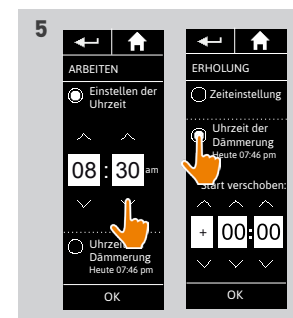 5
ARBEITEN
Einstellen der
Uhrzeit
08 : 30 am
Uhrzeit
Dämmerung
Heute 07:46 pm
OK
ERHOLUNG
Zeiteinstellung
Uhrzeit der
Dämmerung
Heute 07:46 pm
Start verschoben:
+ 00:00
OK